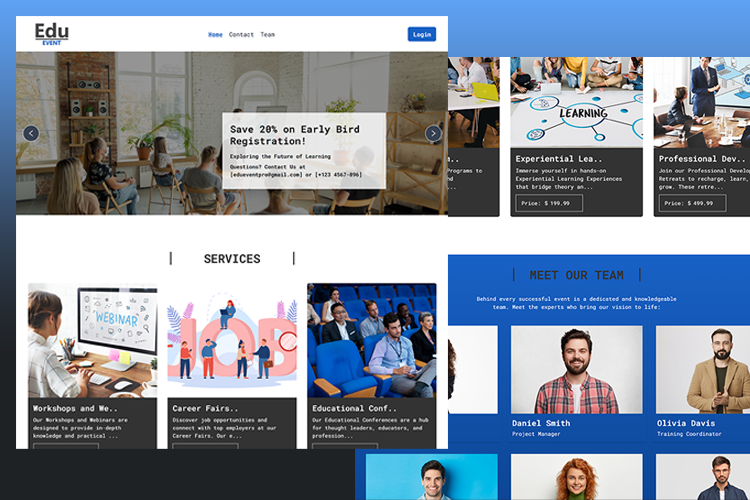 Edu
EVENT
Home Contact Team
Login
Save 20% on Early Bird
Registration!
Exploring the Future of Learning
Questions? Contact Us at
[edueventpro@gmail.com] or [+123 4567-896]
SERVICES
WEBINAR
JOB
Workshops and We..
Our Workshops and Webinars are
designed to provide in-depth
knowledge and practical ...
Career Fairs..
Discover job opportunities and
connect with top employers at our
Career Fairs. Our e...
Educational Conf..
Our Educational Conferences are a hub
for thought leaders, educators, and
profession...
LEARNING
Programs to
Experiential Lea..
Immerse yourself in hands-on
Experiential Learning Experiences
that bridge theory an...
Price: $ 199.99
Professional Dev..
Join our Professional Develop
Retreats to recharge, learn,
grow. These retre...
Price: $ 499.99
MEET OUR TEAM
Behind every successful event is a dedicated and knowledgeable
team. Meet the experts who bring our vision to life:
Daniel Smith
Project Manager
Olivia Davis
Training Coordinator